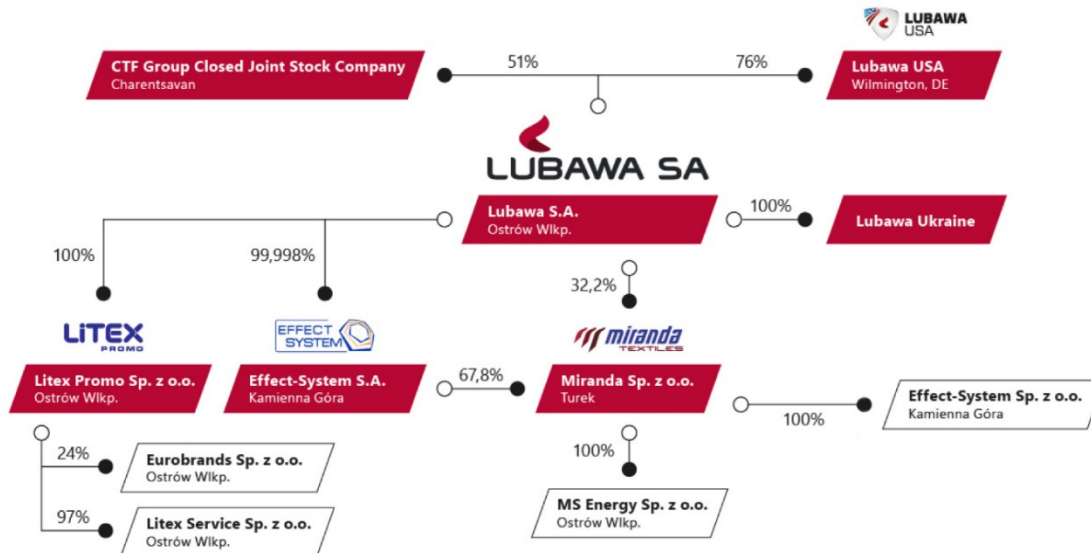 LUBAWA
USA
CTF Group Closed Joint Stock Company
Charentsavan
51%
76%
Lubawa USA
Wilmington, DE
LUBAWA SA
Lubawa S.A.
Ostrów Wlkp.
100%
Lubawa Ukraine
100%
99,998%
32,2%
LiTEX
PROMO
EFFECT
SYSTEM
miranda
TEXTILES
Litex Promo Sp. z o.o.
Ostrów Wlkp.
Effect-System S.A.
Kamienna Góra
67,8%
Miranda Sp. z o.o.
Turek
100%
Effect-System Sp. z o.o.
Kamienna Góra
24%
Eurobrands Sp. z o.o.
Ostrów Wlkp.
100%
97%
Litex Service Sp. z o.o.
Ostrów Wlkp.
MS Energy Sp. z o.o.
Ostrów Wlkp.